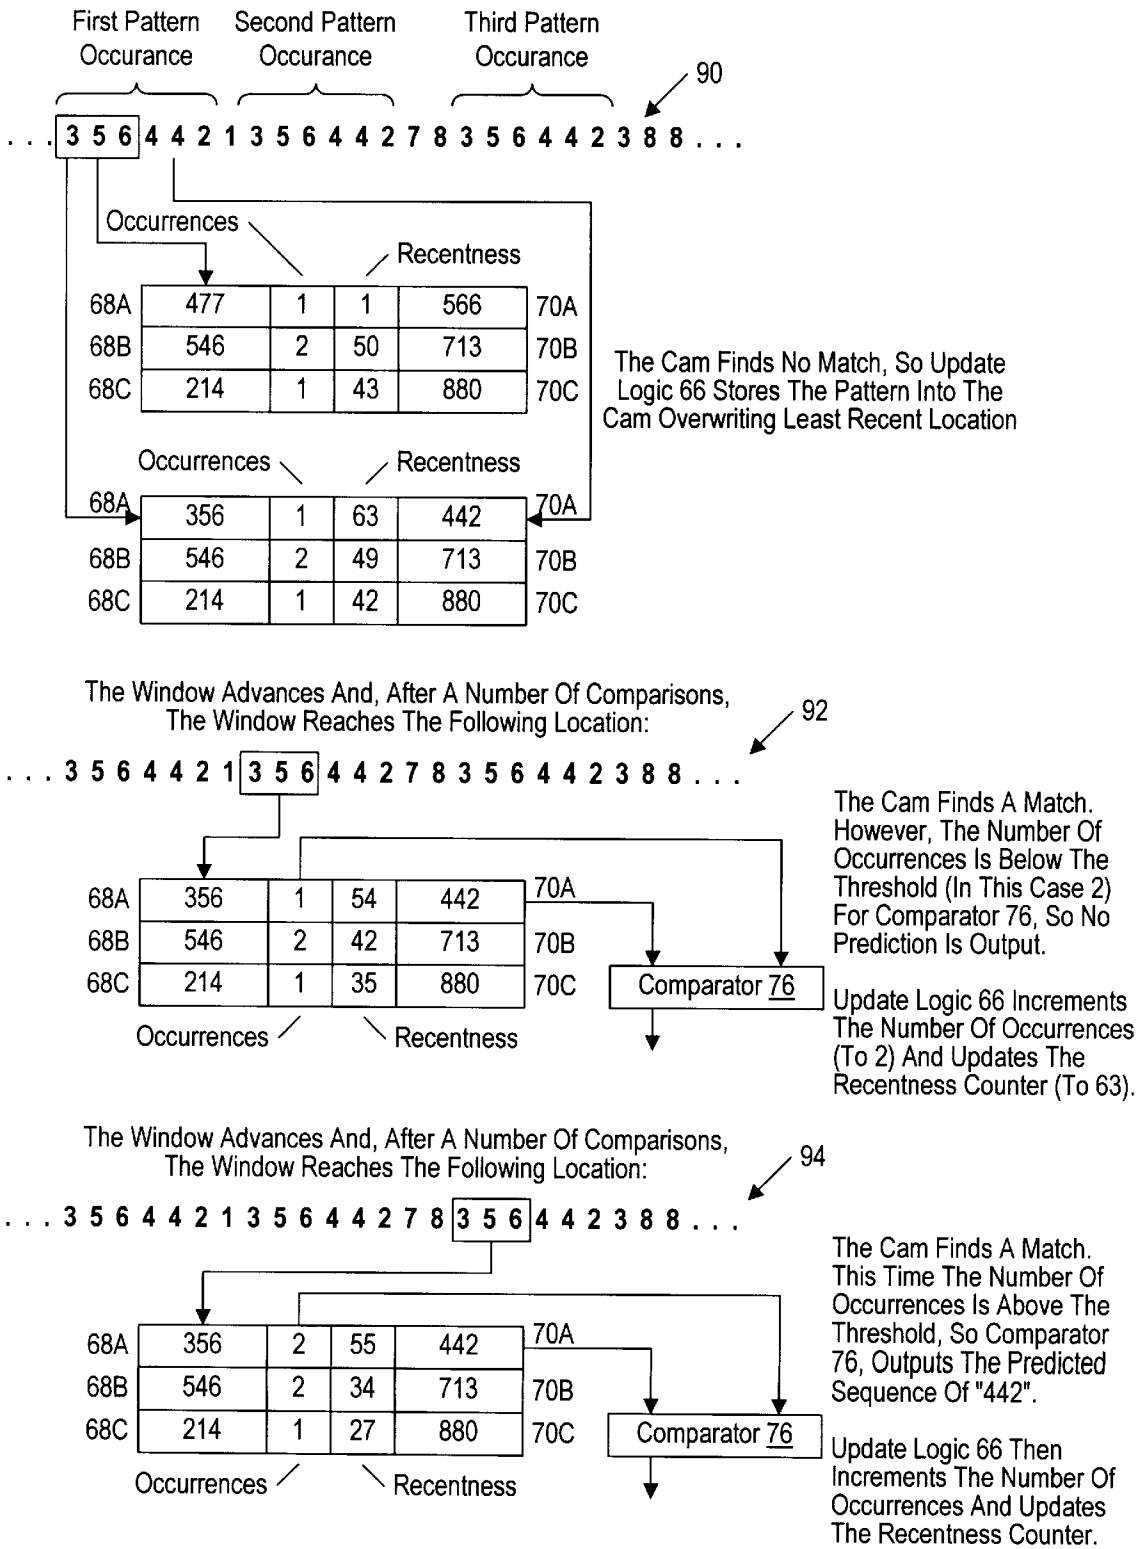 First Pattern Occurance
Second Pattern Occurance
Third Pattern Occurance
90
. . . 3 5 6 4 4 2 1 3 5 6 4 4 2 7 8 3 5 6 4 4 2 3 8 8 . . .
Occurrences
Recentness
68A 477 1 1 566 70A
68B 546 2 50 713 70B
68C 214 1 43 880 70C
The Cam Finds No Match, So Update
Logic 66 Stores The Pattern Into The
Cam Overwriting Least Recent Location
Occurrences
Recentness
68A 356 1 63 442 70A
68B 546 2 49 713 70B
68C 214 1 42 880 70C
The Window Advances And, After A Number Of Comparisons,
The Window Reaches The Following Location:
92
. . . 3 5 6 4 4 2 1 3 5 6 4 4 2 7 8 3 5 6 4 4 2 3 8 8 . . .
68A 356 1 54 442 70A
68B 546 2 42 713 70B
68C 214 1 35 880 70C
Occurrences
Recentness
Comparator 76
The Cam Finds A Match.
However, The Number Of
Occurrences Is Below The
Threshold (In This Case 2)
For Comparator 76, So No
Prediction Is Output.
Update Logic 66 Increments
The Number Of Occurrences
(To 2) And Updates The
Recentness Counter (To 63).
The Window Advances And, After A Number Of Comparisons,
The Window Reaches The Following Location:
94
. . . 3 5 6 4 4 2 1 3 5 6 4 4 2 7 8 3 5 6 4 4 2 3 8 8 . . .
68A 356 2 55 442 70A
68B 546 2 34 713 70B
68C 214 1 27 880 70C
Occurrences
Recentness
Comparator 76
The Cam Finds A Match.
This Time The Number Of
Occurrences Is Above The
Threshold, So Comparator
76, Outputs The Predicted
Sequence Of "442".
Update Logic 66 Then
Increments The Number Of
Occurrences And Updates
The Recentness Counter.